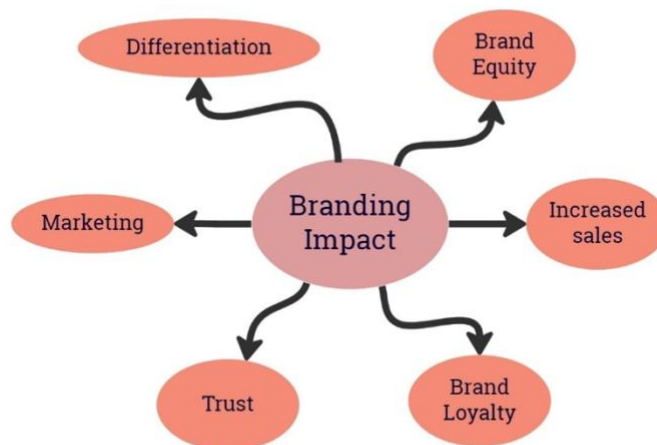 Differentiation
Brand
Equity
Marketing
Branding
Impact
Increased
sales
Trust
Brand
Loyalty